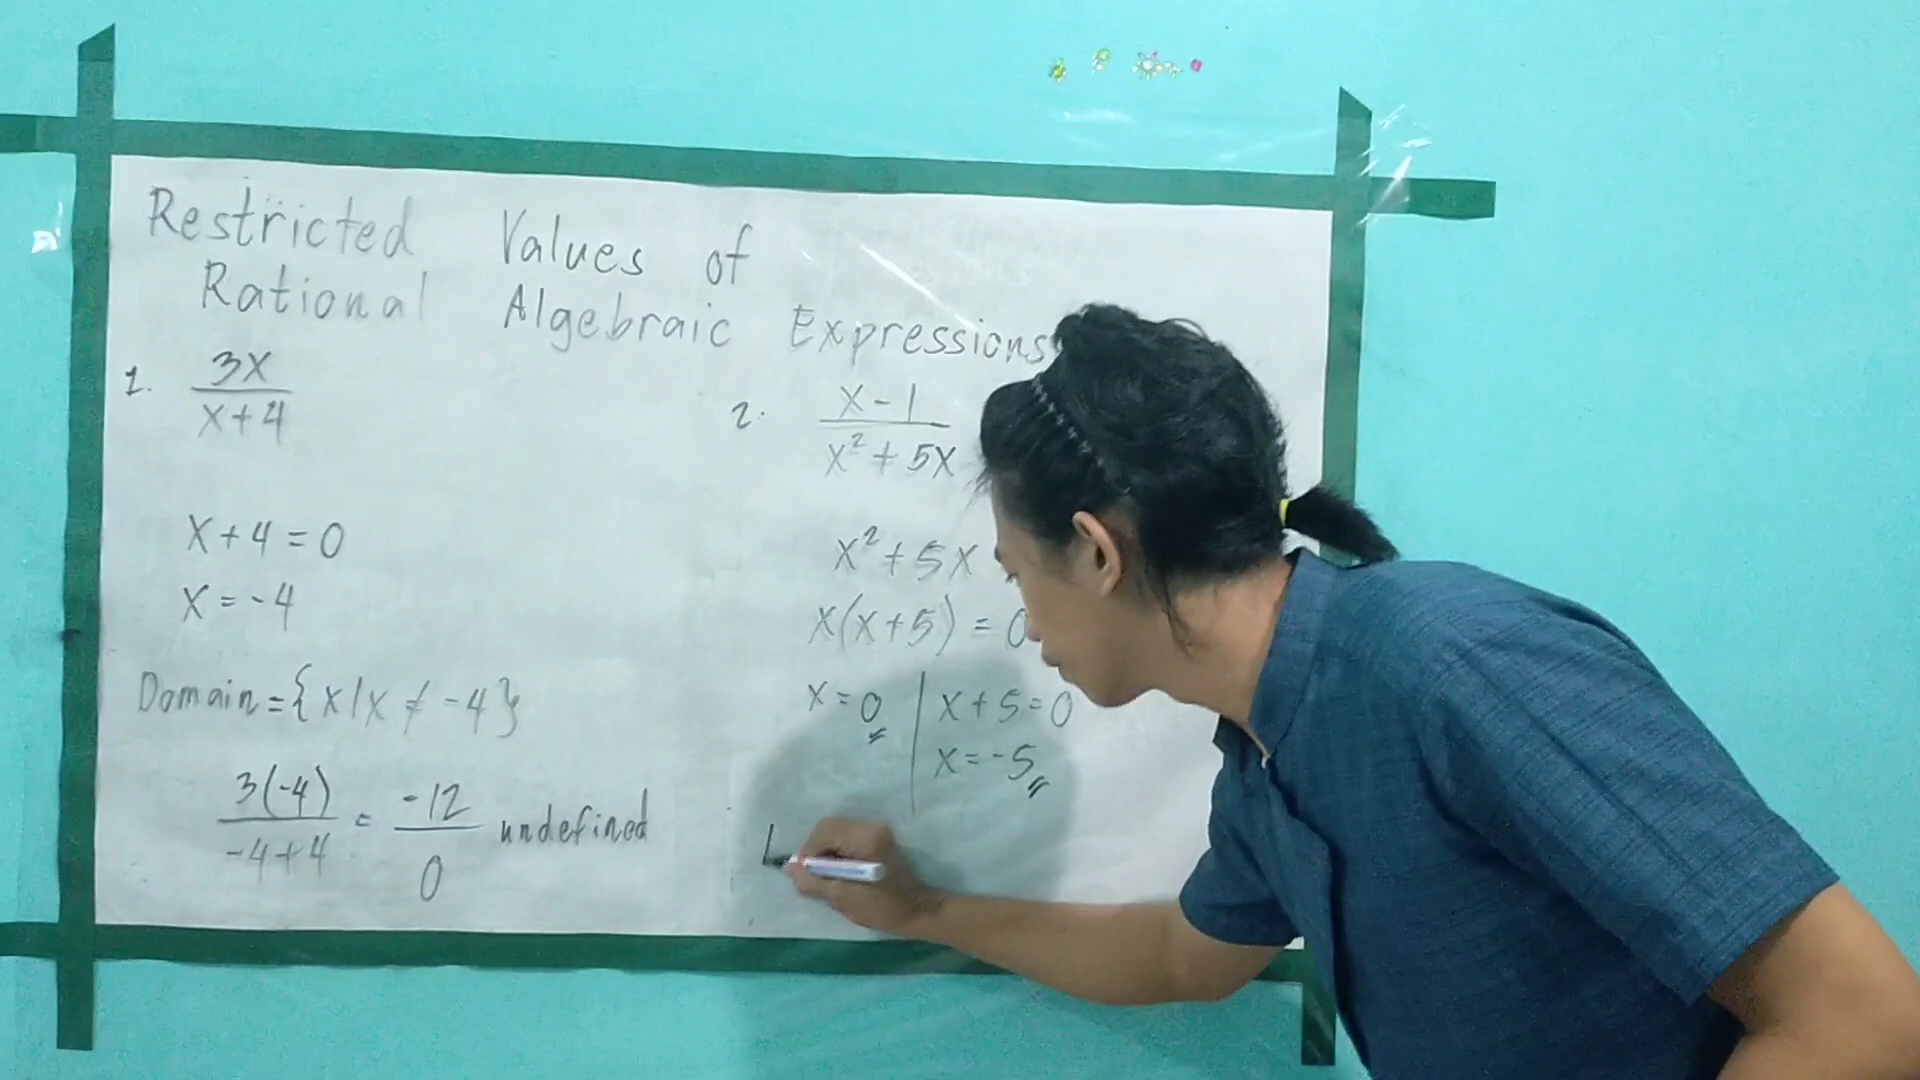 Restricted Values of
Rational Algebraic Expressions
1. 3x
x+4
x+4=0
x=-4
Domain={x|x≠-4}
3(-4)
-4+4
=
-12
0
undefined
2. x-1
x²+5x
x²+5x
x(x+5)=0
x=0 | x+5=0
x=-5